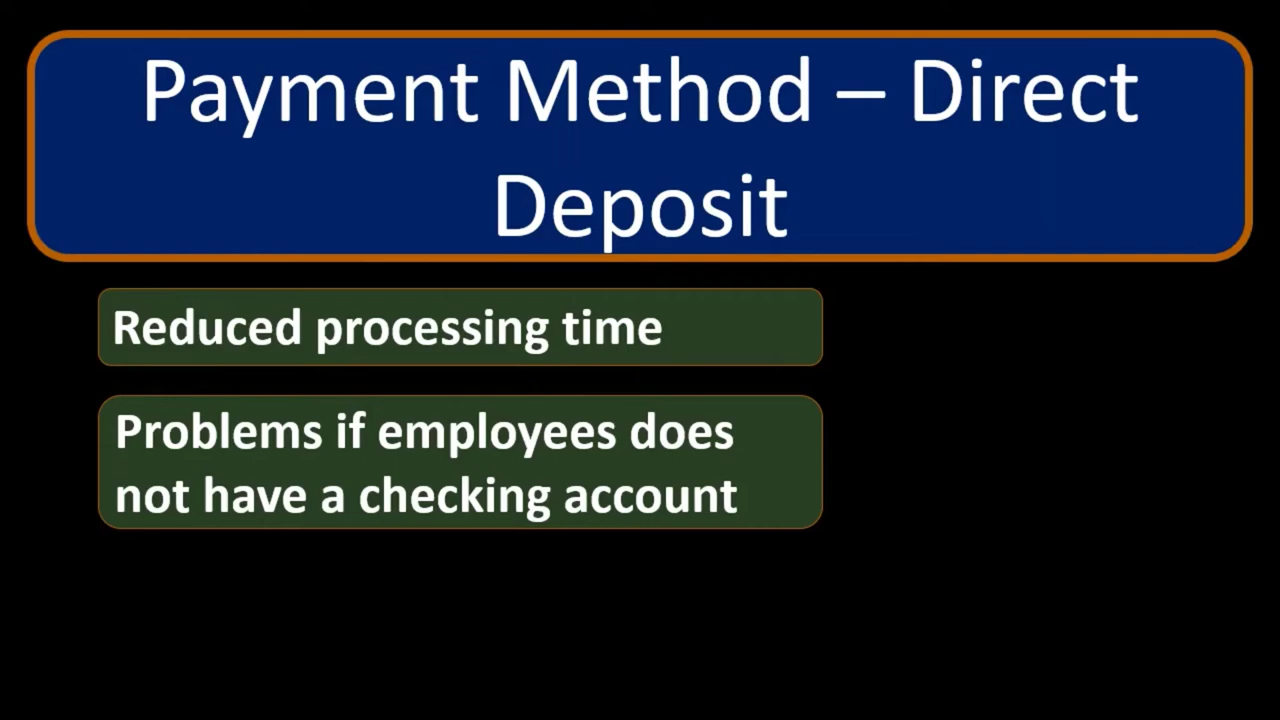 Payment Method – Direct
Deposit
Reduced processing time
Problems if employees does
not have a checking account